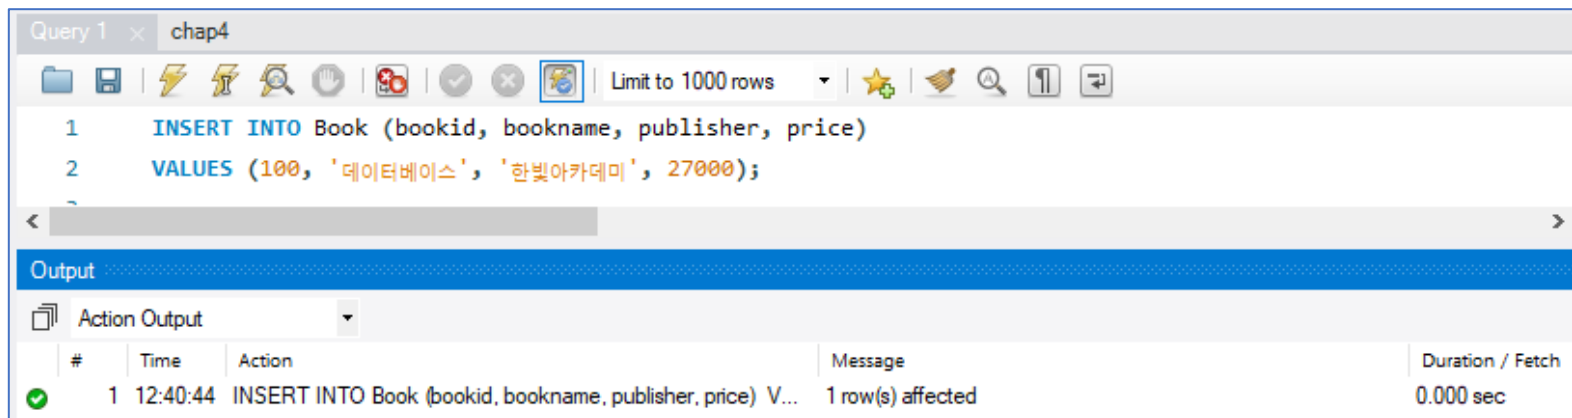 Query 1 × chap4
Limit to 1000 rows
1 INSERT INTO Book (bookid, bookname, publisher, price)
2 VALUES (100, '데이터베이스', '한빛아카데미', 27000);
Output
Action Output
# Time Action Message Duration / Fetch
1 12:40:44 INSERT INTO Book (bookid, bookname, publisher, price) V... 1 row(s) affected 0.000 sec